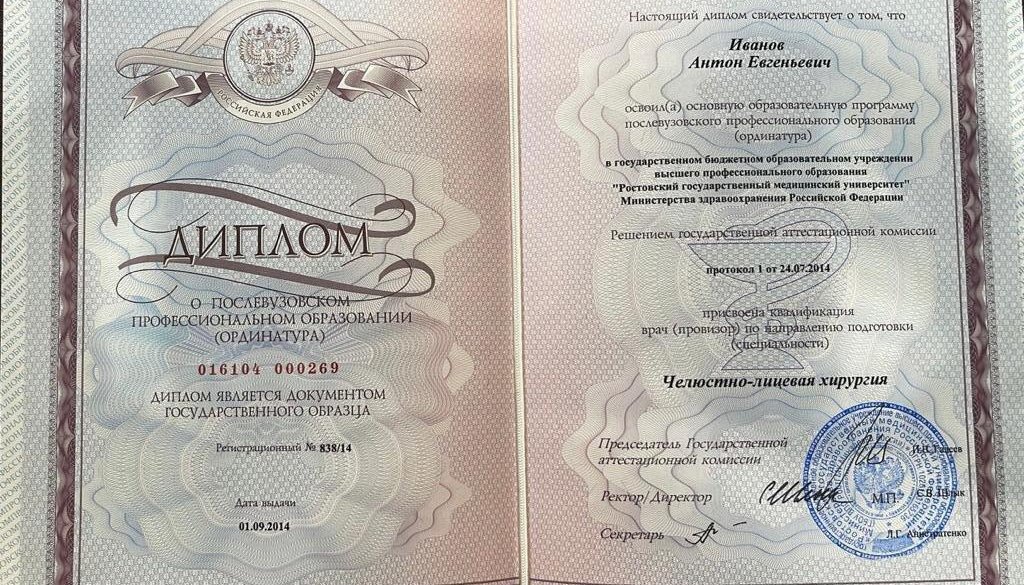 РОССИЙСКАЯ ФЕДЕРАЦИЯ
ДИПЛОМ
О ПОСЛЕВУЗОВСКОМ
ПРОФЕССИОНАЛЬНОМ ОБРАЗОВАНИИ
(ОРДИНАТУРА)
016104 000269
ДИПЛОМ ЯВЛЯЕТСЯ ДОКУМЕНТОМ
ГОСУДАРСТВЕННОГО ОБРАЗЦА
Регистрационный № 838/14
Дата выдачи
01.09.2014
Настоящий диплом свидетельствует о том, что
Иванов
Антон Евгеньевич
освоил(а) основную образовательную программу
послевузовского профессионального образования
(ординатура)
в государственном бюджетном образовательном учреждении
высшего профессионального образования
"Ростовский государственный медицинский университет"
Министерства здравоохранения Российской Федерации
Решением государственной аттестационной комиссии
протокол 1 от 24.07.2014
присвоена квалификация
врач (провизор) по направлению подготовки
(специальности)
Челюстно-лицевая хирургия
Председатель Государственной
аттестационной комиссии
Ректор/Директор М.П. С.В.
Секретарь Л.Г.